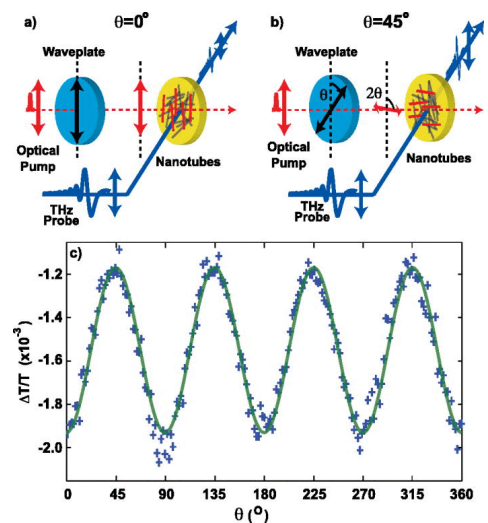 a) θ=0°
Waveplate
Optical
Pump
Nanotubes
THz
Probe
b) θ=45°
Waveplate
θ
2θ
Optical
Pump
Nanotubes
THz
Probe
c)
-1.2
-1.4
-1.6
-1.8
-2.0
ΔT/T (x10⁻³)
0 45 90 135 180 225 270 315 360
θ (°)